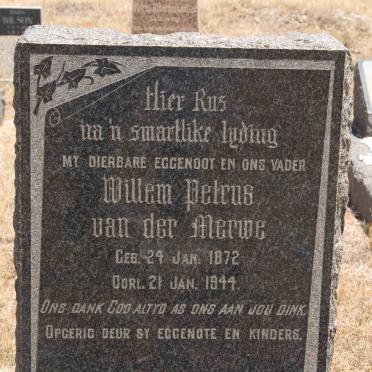 WILSON
Hier Rus
na 'n smartlike lyding
MY DIERBARE EGGENOOT EN ONS VADER
Willem Petrus
van der Merwe
GEB. 24 JAN. 1872
OORL. 21 JAN. 1944.
ONS DANK GOD ALTYD AS ONS AAN JOU DINK.
OPGERIG DEUR SY EGGENOTE EN KINDERS.